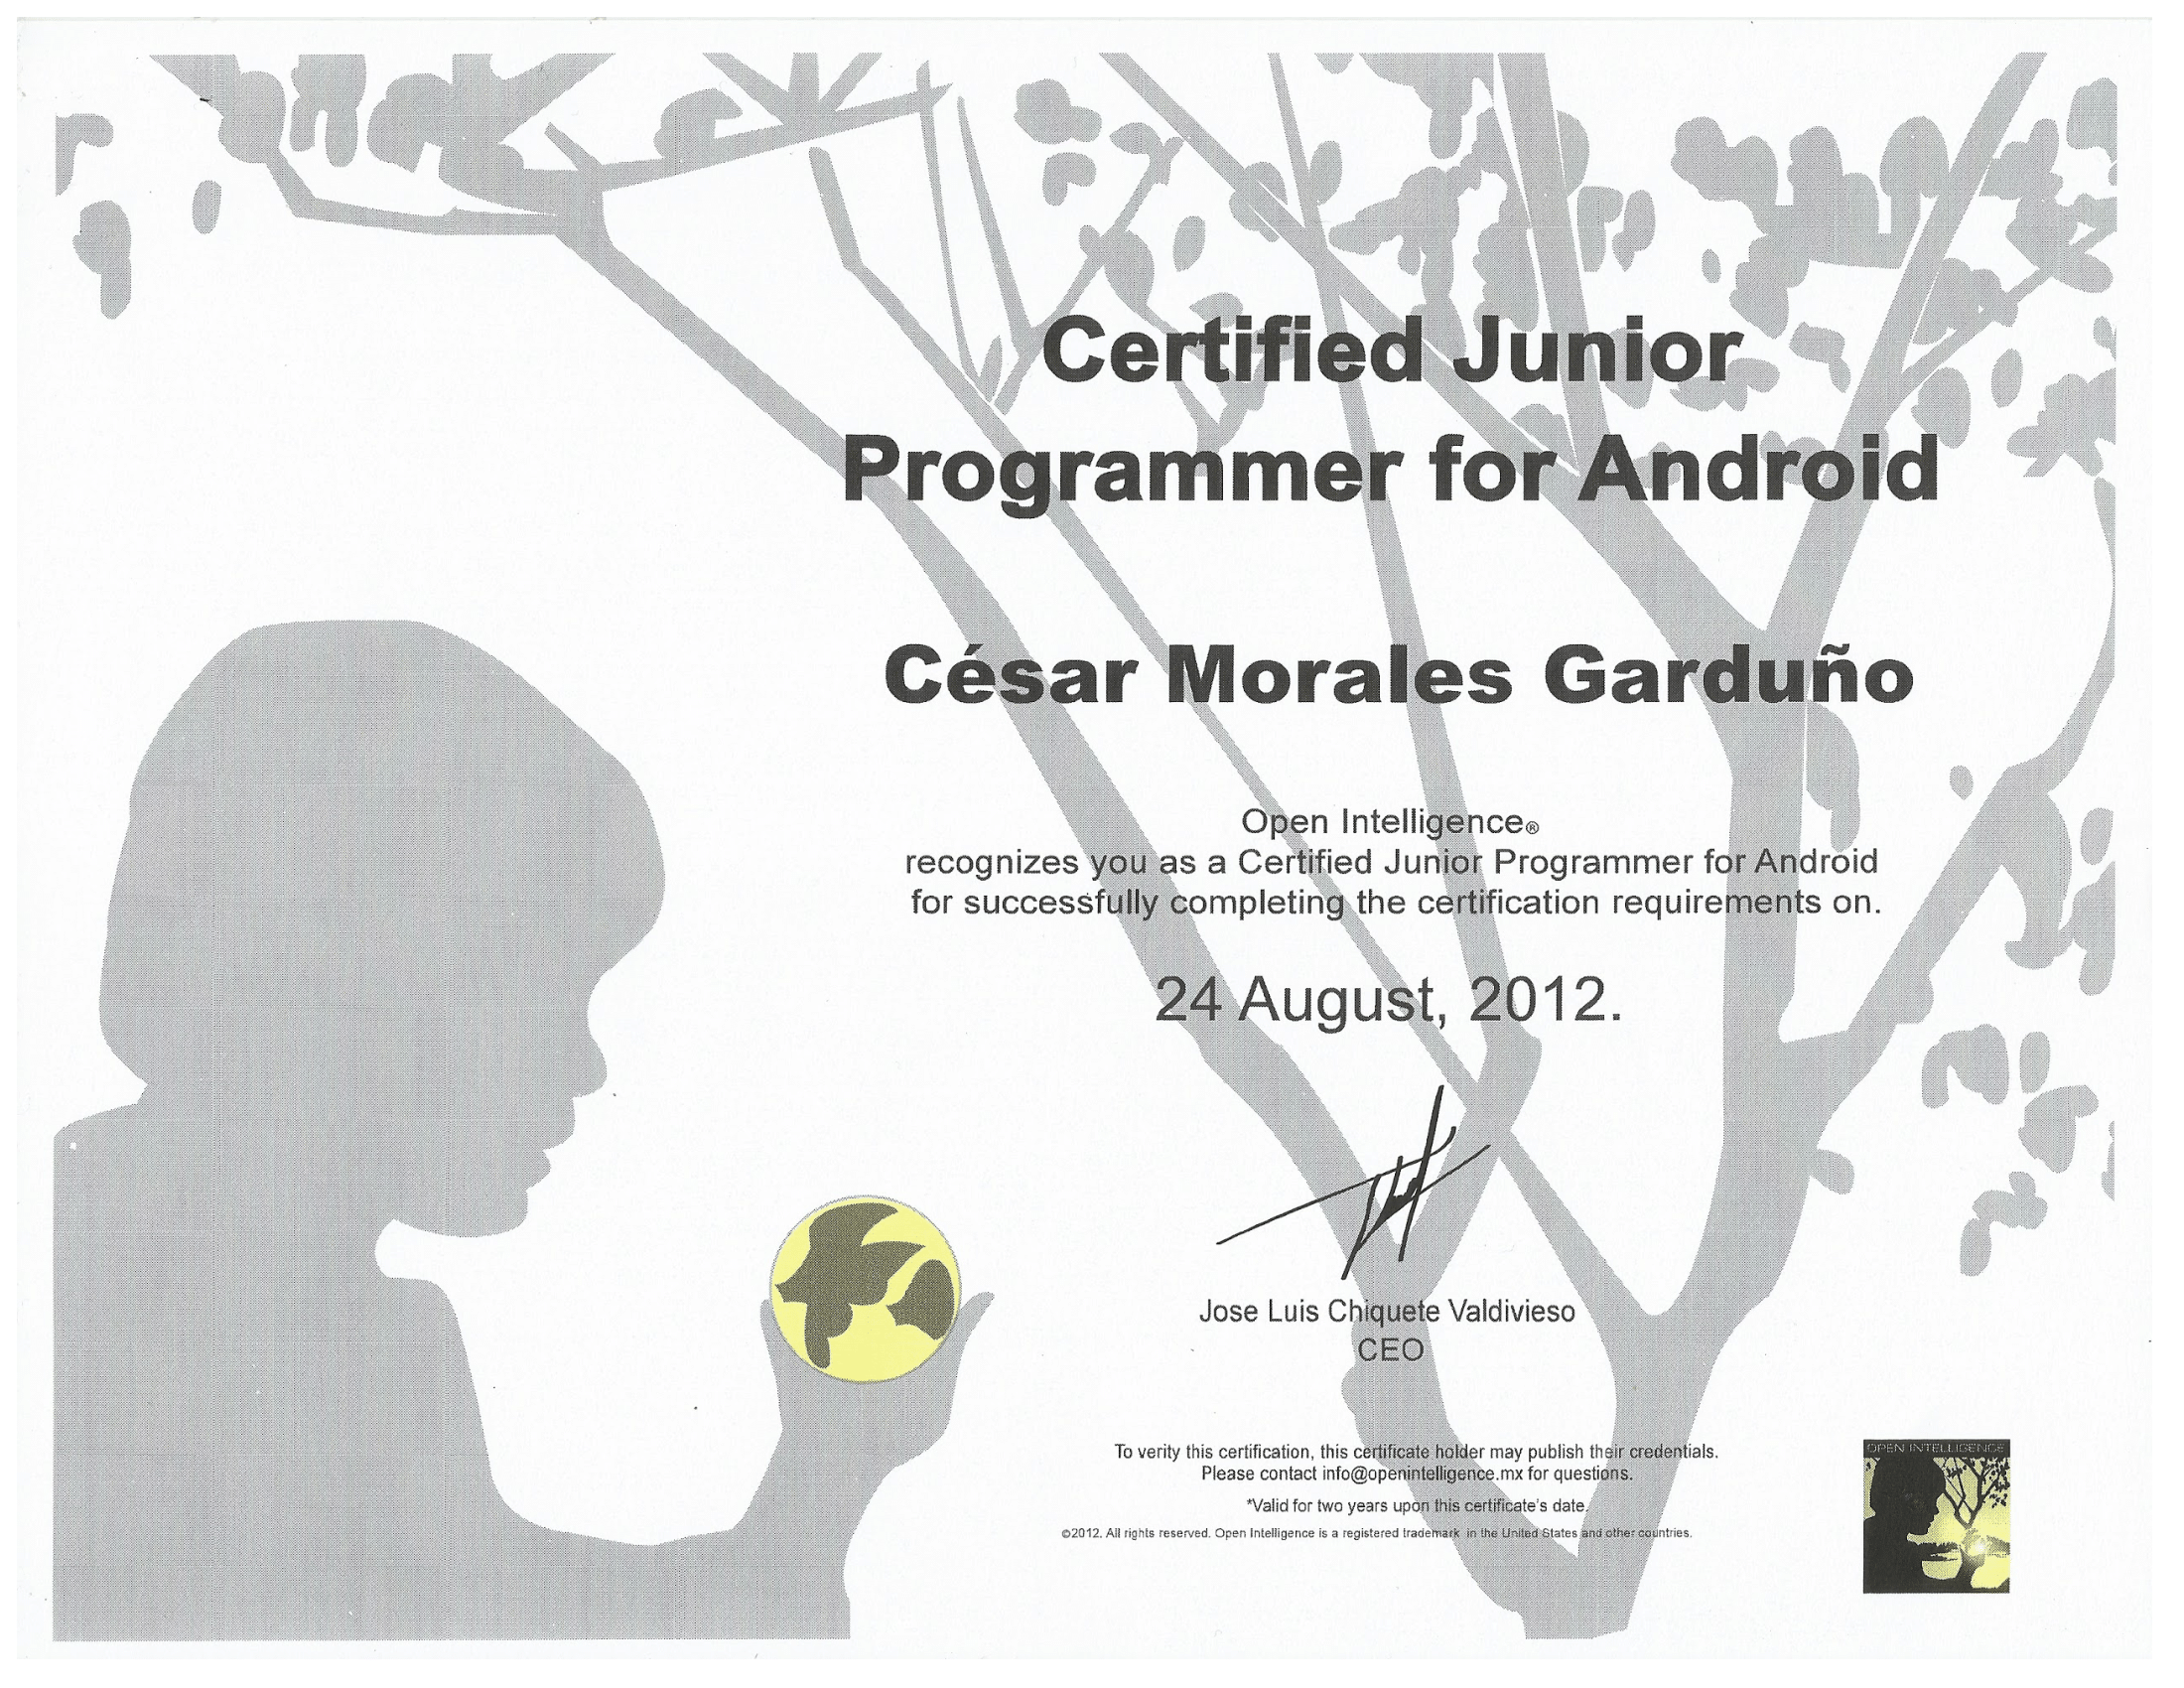 Certified Junior
Programmer for Android
César Morales Garduño
Open Intelligence®
recognizes you as a Certified Junior Programmer for Android
for successfully completing the certification requirements on.
24 August, 2012.
Jose Luis Chiquete Valdivieso
CEO
To verity this certification, this certificate holder may publish their credentials.
Please contact info@openintelligence.mx for questions.
*Valid for two years upon this certificate's date.
©2012. All rights reserved. Open Intelligence is a registered trademark in the United States and other countries.
OPEN INTELLIGENCE